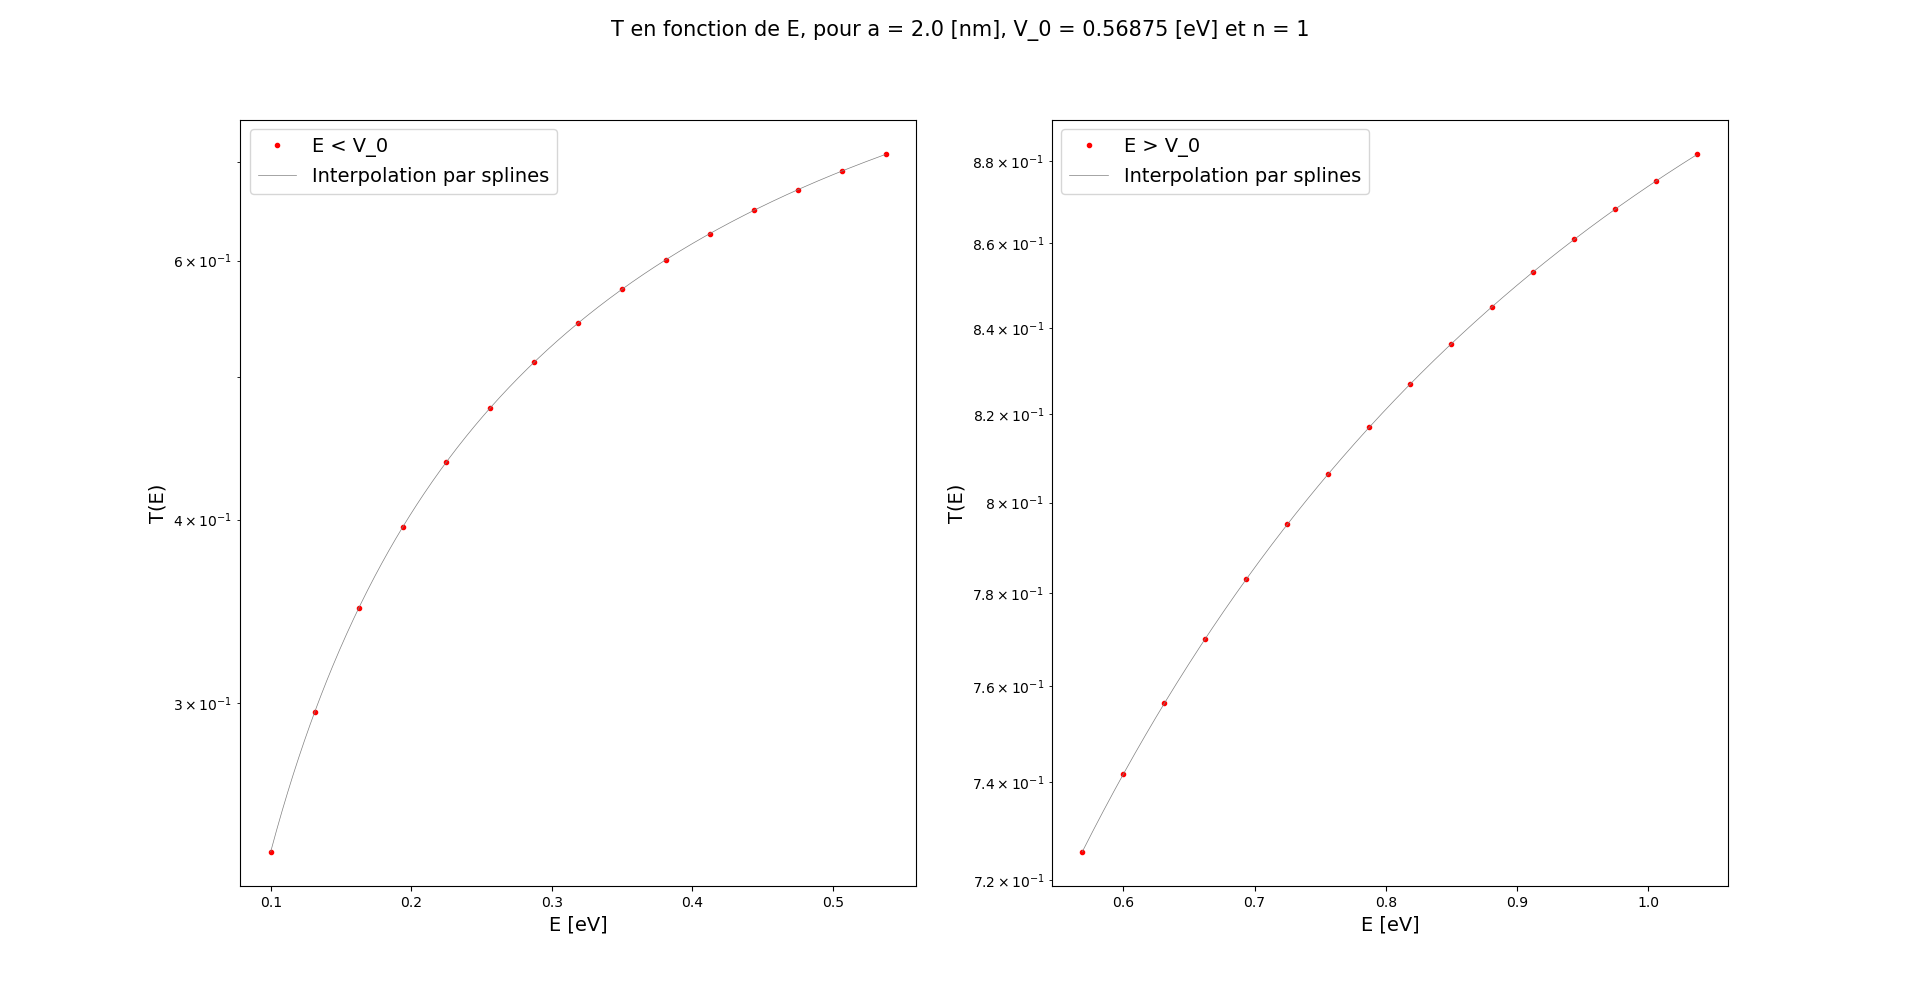 T en fonction de E, pour a = 2.0 [nm], V_0 = 0.56875 [eV] et n = 1
E < V_0
Interpolation par splines
6 × 10⁻¹
4 × 10⁻¹
3 × 10⁻¹
T(E)
0.1 0.2 0.3 0.4 0.5
E [eV]
E > V_0
Interpolation par splines
8.8 × 10⁻¹
8.6 × 10⁻¹
8.4 × 10⁻¹
8.2 × 10⁻¹
8 × 10⁻¹
7.8 × 10⁻¹
7.6 × 10⁻¹
7.4 × 10⁻¹
7.2 × 10⁻¹
T(E)
0.6 0.7 0.8 0.9 1.0
E [eV]